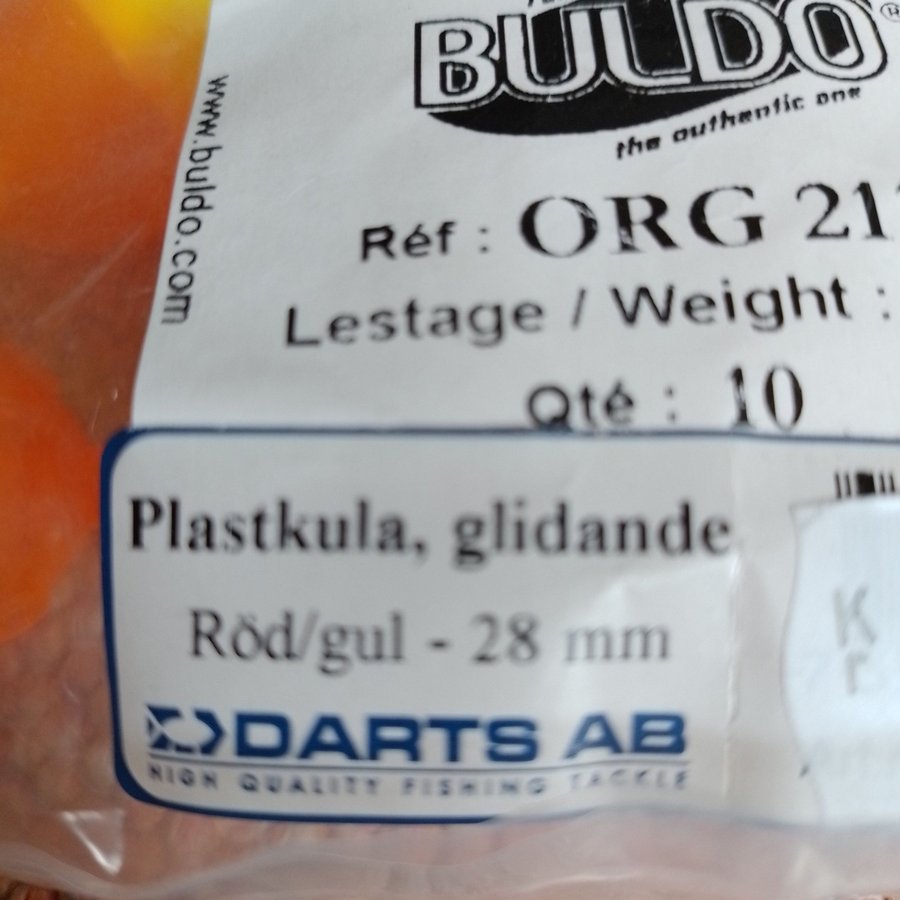 BULDO®
the authentic one
www.buldo.com
Réf : ORG 21
Lestage / Weight :
Qté : 10
Plastkula, glidande
Röd/gul - 28 mm
DARTS AB
HIGH QUALITY FISHING TACKLE
K